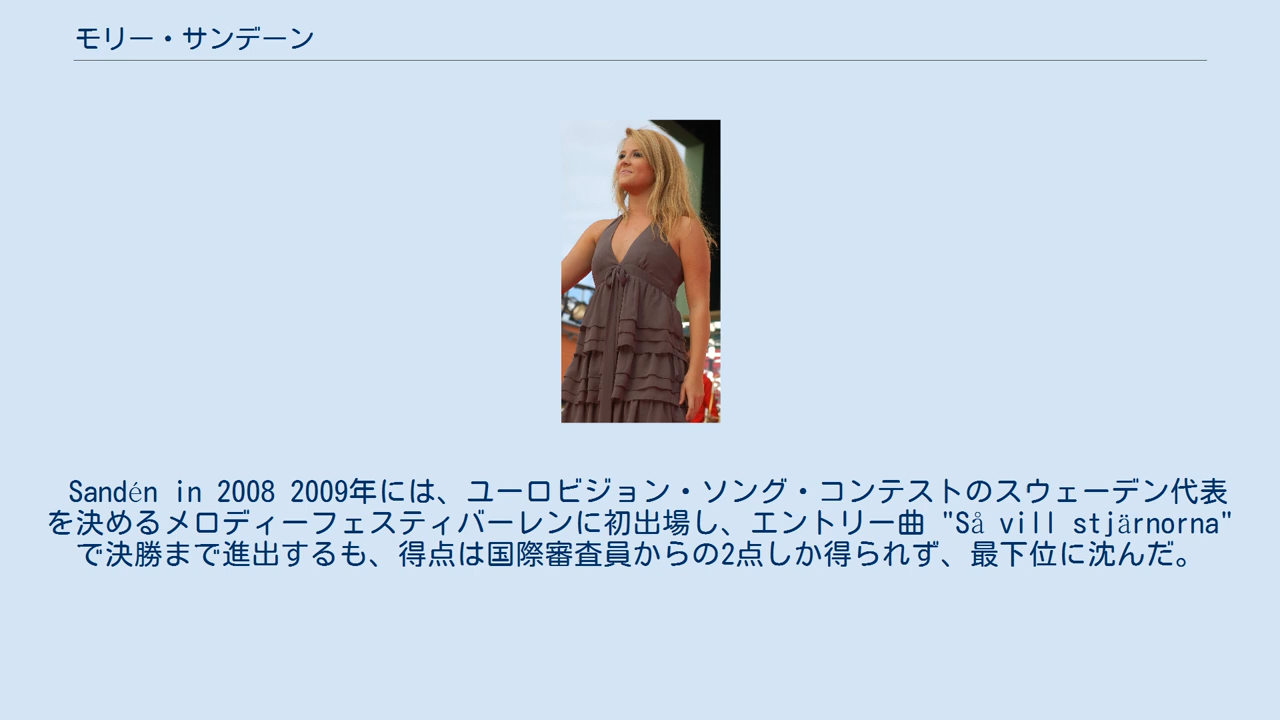 モリー・サンデーン
Sandén in 2008 2009年には、ユーロビジョン・ソング・コンテストのスウェーデン代表
を決めるメロディーフェスティバーレンに初出場し、エントリー曲 "Så vill stjärnorna"
で決勝まで進出するも、得点は国際審査員からの2点しか得られず、最下位に沈んだ。